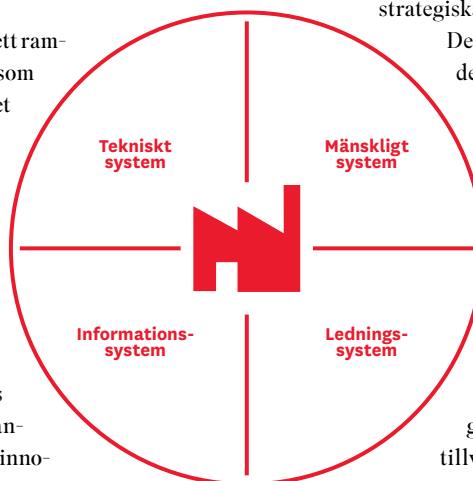 strategisk
ett ram-
som
et
De
de
Tekniskt
system
Mänskligt
system
Informations-
system
Lednings-
system
s
an-
inno-
g
tillv